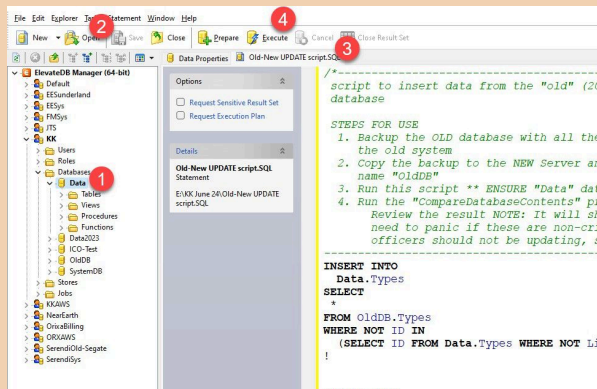 File Edit Explorer Statement Window Help
4
2
New Open Save Close Prepare Execute Cancel Close Result Set
3
Data Properties Old-New UPDATE script.SQL
ElevateDB Manager (64-bit)
Default
EESunderland
EESys
FMSys
JTS
KK
Users
Roles
Databases
1
Data
Tables
Views
Procedures
Functions
Data2023
ICO-Test
OldDB
SystemDB
Stores
Jobs
KKAWS
NearEarth
OrixaBilling
ORXAWS
SerendiOld-Segate
SerendiSys
Options
Request Sensitive Result Set
Request Execution Plan
Details
Old-New UPDATE script.SQL
Statement
E:\KK June 24\Old-New UPDATE
script.SQL
/*
script to insert data from the "old" (20
database
STEPS FOR USE
1. Backup the OLD database with all the
the old system
2. Copy the backup to the NEW Server an
name "OldDB"
3. Run this script ** ENSURE "Data" dat
4. Run the "CompareDatabaseContents" pr
Review the result NOTE: It will sh
need to panic if these are non-cri
officers should not be updating, s
INSERT INTO
Data.Types
SELECT
*
FROM OldDB.Types
WHERE NOT ID IN
(SELECT ID FROM Data.Types WHERE NOT Li
!